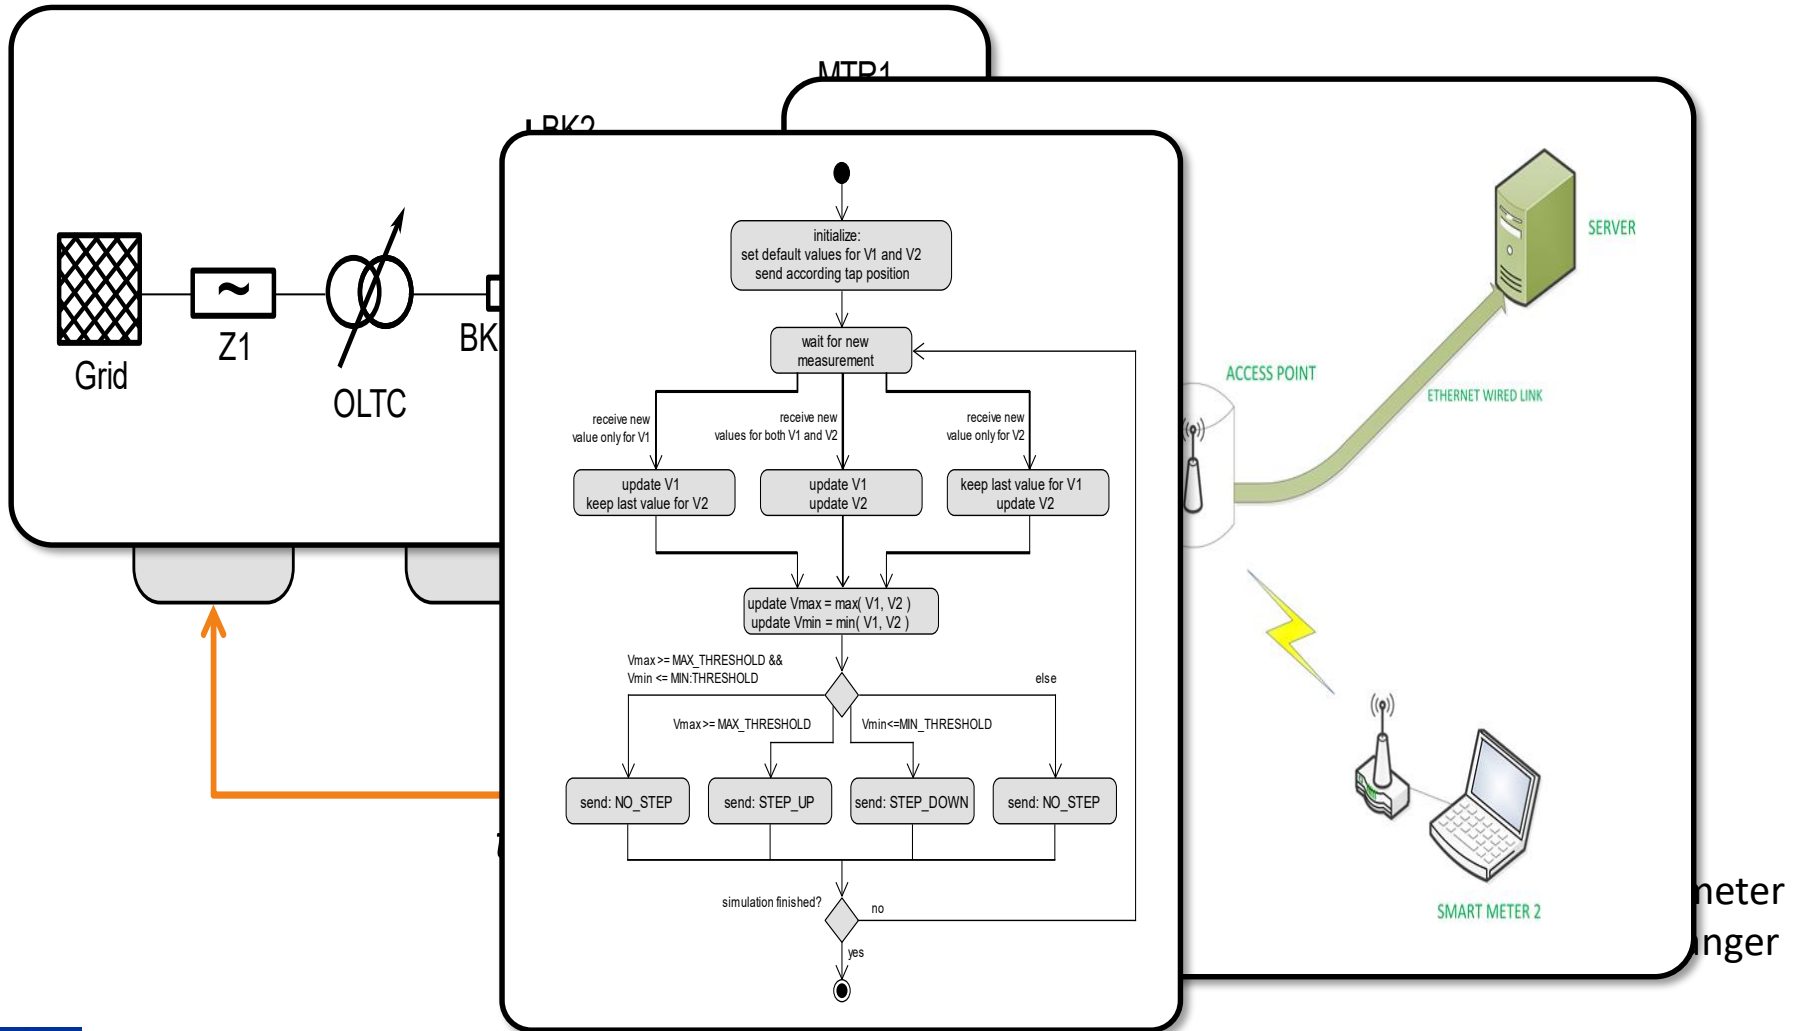 MTR1
LBK2
Grid
Z1
OLTC
BK
initialize:
set default values for V1 and V2
send according tap position
wait for new
measurement
receive new
value only for V1
receive new
values for both V1 and V2
receive new
value only for V2
update V1
keep last value for V2
update V1
update V2
keep last value for V1
update V2
update Vmax = max( V1, V2 )
update Vmin = min( V1, V2 )
Vmax >= MAX_THRESHOLD &&
Vmin <= MIN:THRESHOLD
else
Vmax >= MAX_THRESHOLD
Vmin<=MIN_THRESHOLD
send: NO_STEP
send: STEP_UP
send: STEP_DOWN
send: NO_STEP
simulation finished?
no
yes
SERVER
ACCESS POINT
ETHERNET WIRED LINK
SMART METER 2
meter
anger